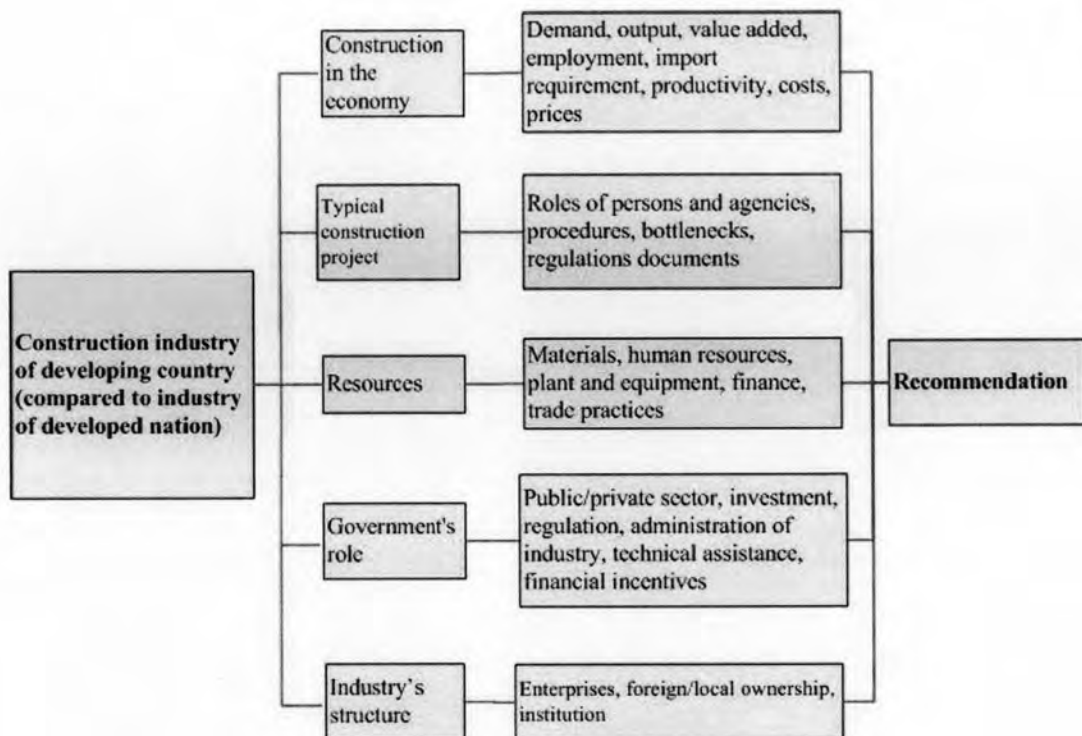 Construction industry
of developing country
(compared to industry
of developed nation)
Construction
in the
economy
Demand, output, value added,
employment, import
requirement, productivity, costs,
prices
Typical
construction
project
Roles of persons and agencies,
procedures, bottlenecks,
regulations documents
Resources
Materials, human resources,
plant and equipment, finance,
trade practices
Government's
role
Public/private sector, investment,
regulation, administration of
industry, technical assistance,
financial incentives
Industry’s
structure
Enterprises, foreign/local ownership,
institution
Recommendation